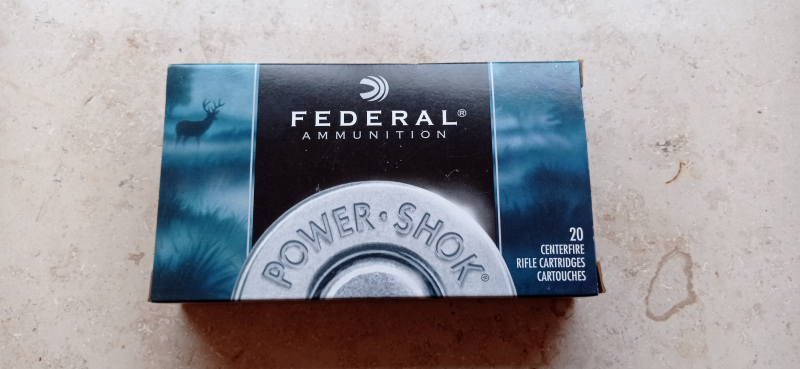 FEDERAL®
AMMUNITION
POWER·SHOK®
20
CENTERFIRE
RIFLE CARTRIDGES
CARTOUCHES